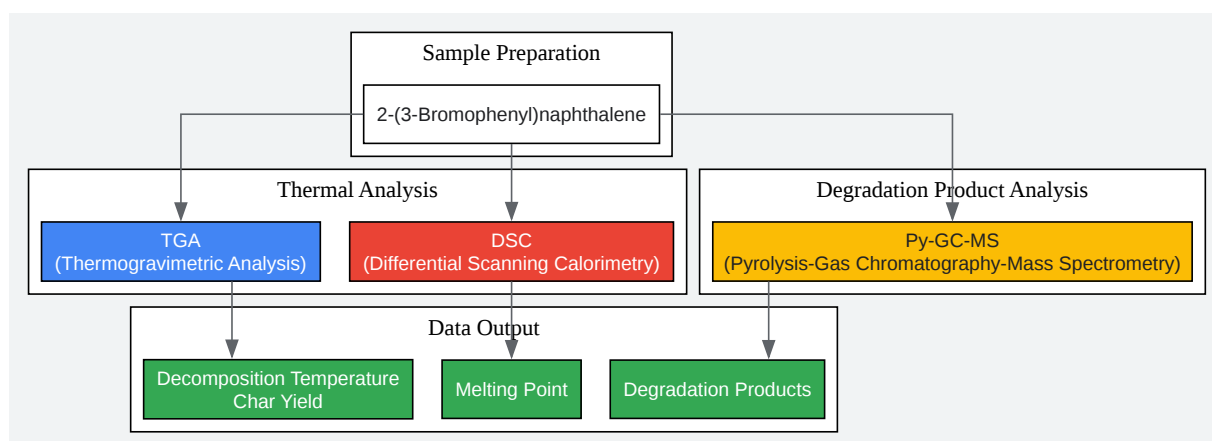 Sample Preparation
2-(3-Bromophenyl)naphthalene
Thermal Analysis
Degradation Product Analysis
TGA
(Thermogravimetric Analysis)
DSC
(Differential Scanning Calorimetry)
Py-GC-MS
(Pyrolysis-Gas Chromatography-Mass Spectrometry)
Data Output
Decomposition Temperature
Char Yield
Melting Point
Degradation Products